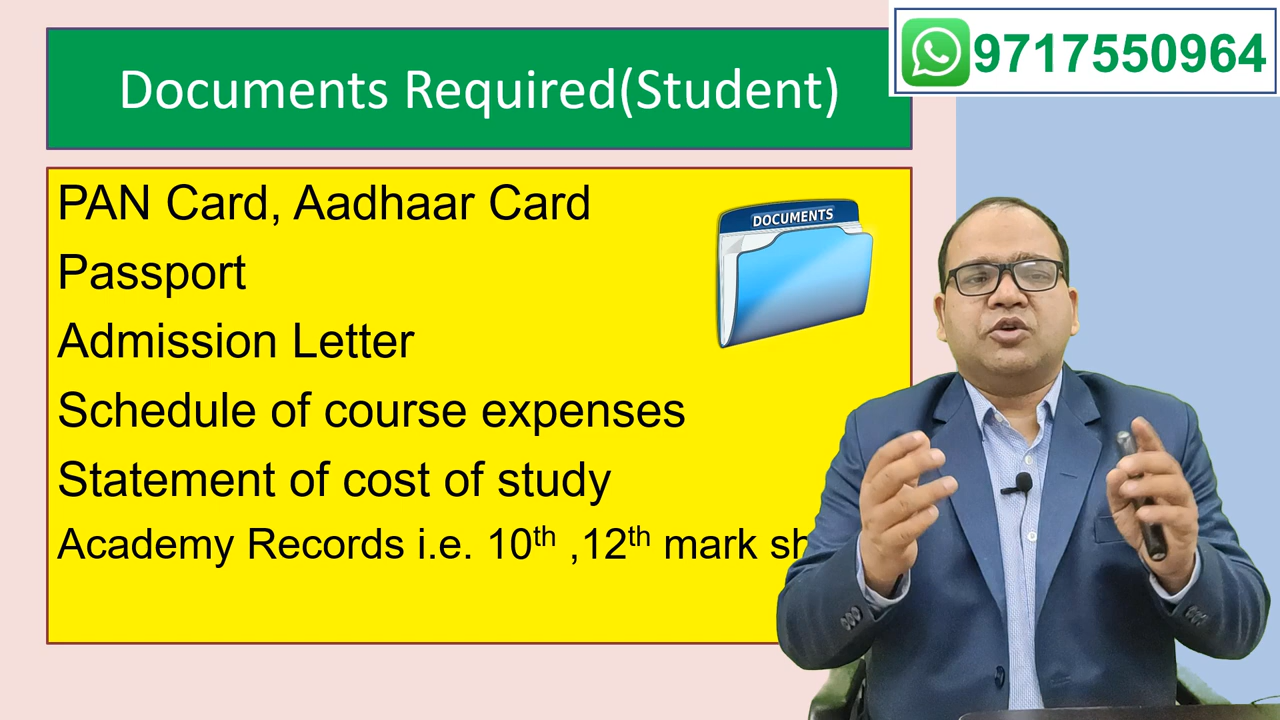 9717550964
Documents Required(Student)
DOCUMENTS
PAN Card, Aadhaar Card
Passport
Admission Letter
Schedule of course expenses
Statement of cost of study
Academy Records i.e. 10th ,12th mark